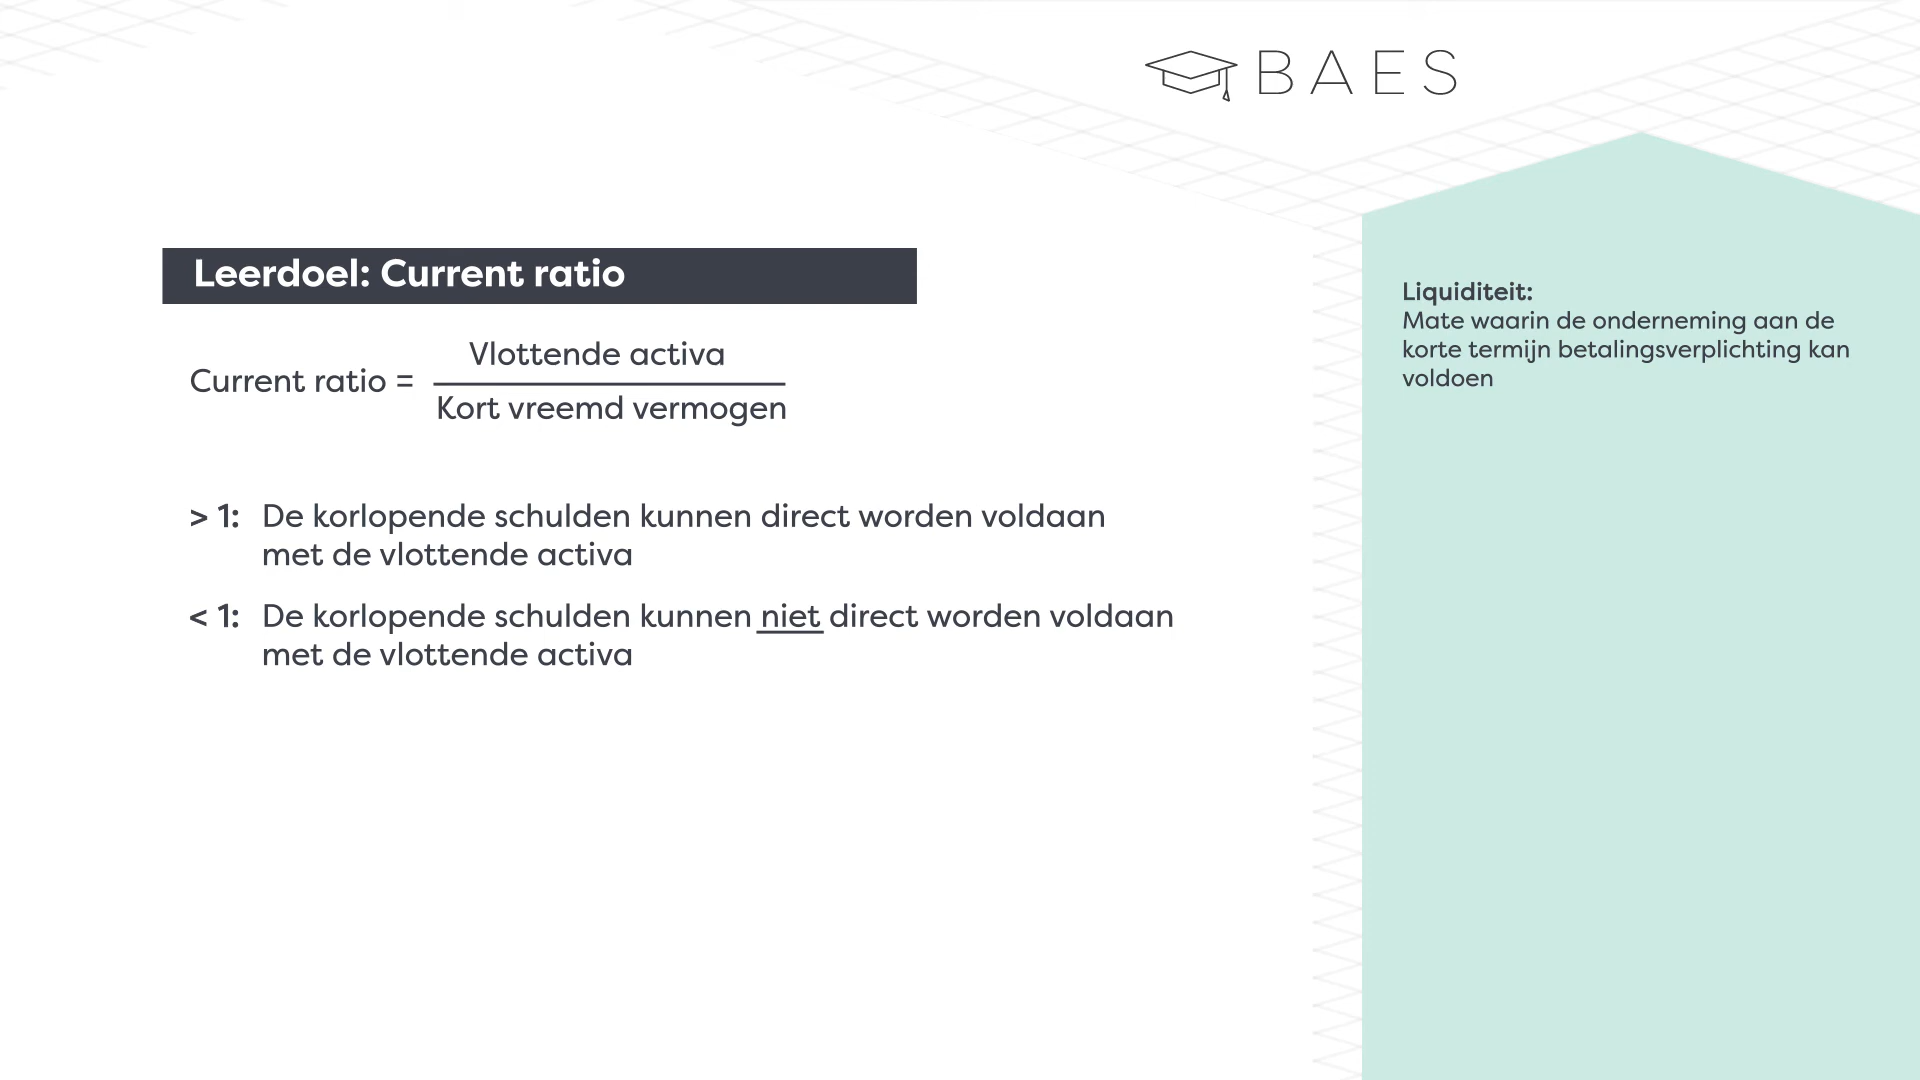 BAES
Leerdoel: Current ratio
Current ratio =
Vlottende activa
Kort vreemd vermogen
> 1: De korlopende schulden kunnen direct worden voldaan
met de vlottende activa
< 1: De korlopende schulden kunnen niet direct worden voldaan
met de vlottende activa
Liquiditeit:
Mate waarin de onderneming aan de
korte termijn betalingsverplichting kan
voldoen